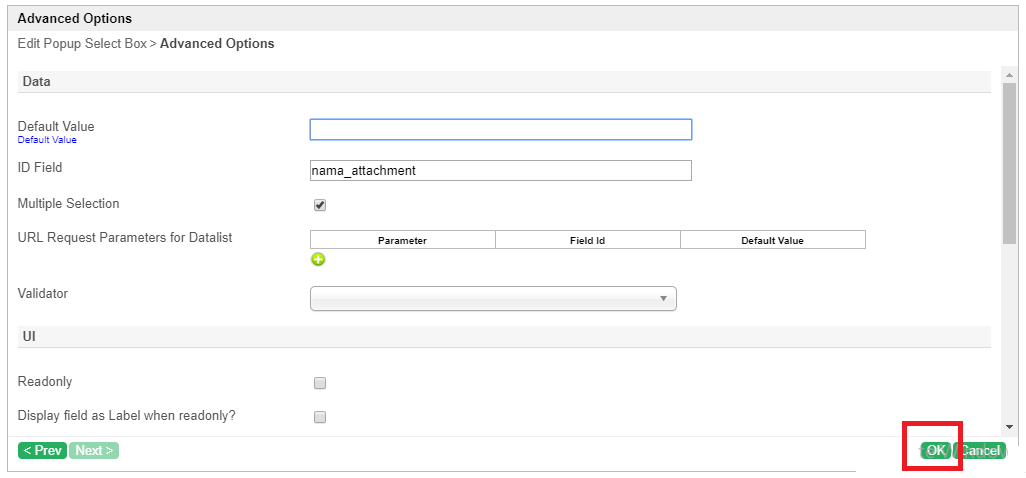 Advanced Options
Edit Popup Select Box > Advanced Options
Data
Default Value
Default Value
ID Field
nama_attachment
Multiple Selection
URL Request Parameters for Datalist
Parameter Field Id Default Value
Validator
UI
Readonly
Display field as Label when readonly?
< Prev Next > OK Cancel